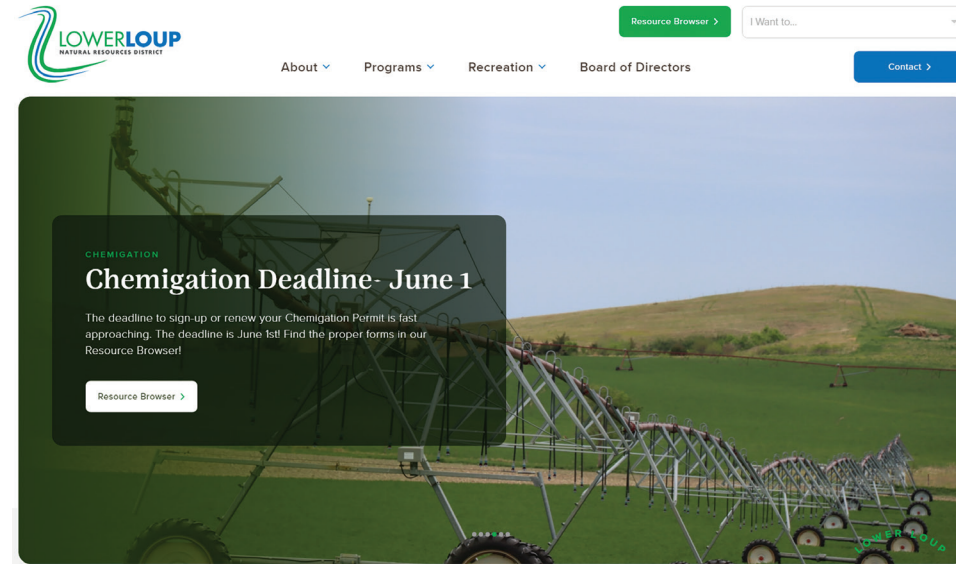 LOWERLOUP
NATURAL RESOURCES DISTRICT
Resource Browser
I Want to...
About
Programs
Recreation
Board of Directors
Contact
CHEMIGATION
Chemigation Deadline- June 1
The deadline to sign-up or renew your Chemigation Permit is fast
approaching. The deadline is June 1st! Find the proper forms in our
Resource Browser!
Resource Browser
LOWER LOUP